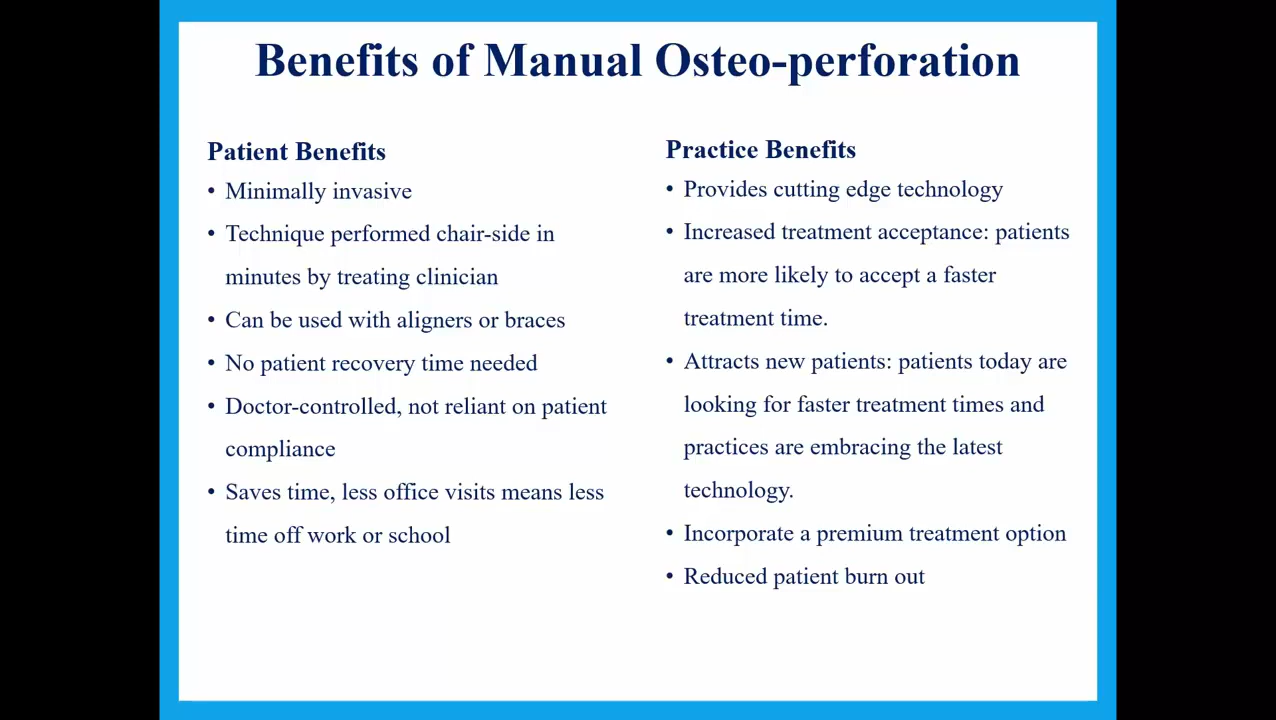 Benefits of Manual Osteo-perforation
Patient Benefits
• Minimally invasive
• Technique performed chair-side in
minutes by treating clinician
• Can be used with aligners or braces
• No patient recovery time needed
• Doctor-controlled, not reliant on patient
compliance
• Saves time, less office visits means less
time off work or school
Practice Benefits
• Provides cutting edge technology
• Increased treatment acceptance: patients
are more likely to accept a faster
treatment time.
• Attracts new patients: patients today are
looking for faster treatment times and
practices are embracing the latest
technology.
• Incorporate a premium treatment option
• Reduced patient burn out